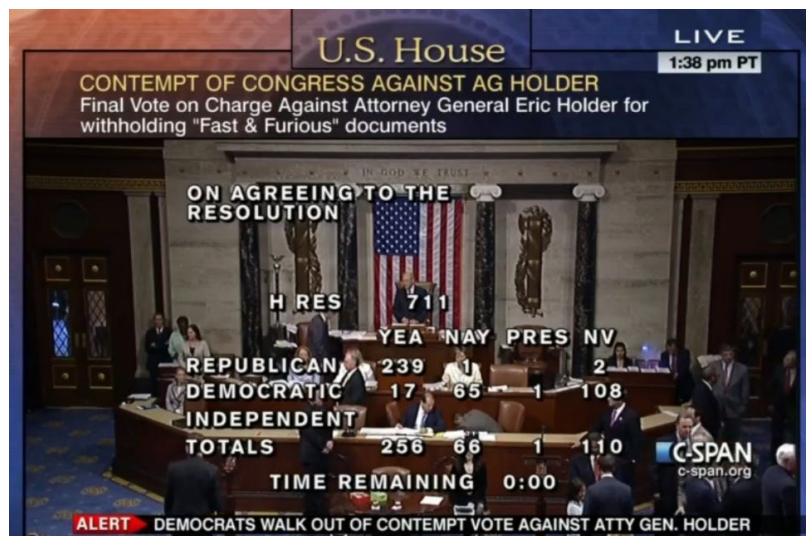 U.S. House
LIVE
1:38 pm PT
CONTEMPT OF CONGRESS AGAINST AG HOLDER
Final Vote on Charge Against Attorney General Eric Holder for
withholding "Fast & Furious" documents
IN GOD WE TRUST
ON AGREEING TO THE
RESOLUTION
H RES 711
YEA NAY PRES NV
REPUBLICAN 239 1 2
DEMOCRATIC 17 65 1 108
INDEPENDENT
TOTALS 256 66 1 110
TIME REMAINING 0:00
C-SPAN
c-span.org
ALERT DEMOCRATS WALK OUT OF CONTEMPT VOTE AGAINST ATTY GEN. HOLDER